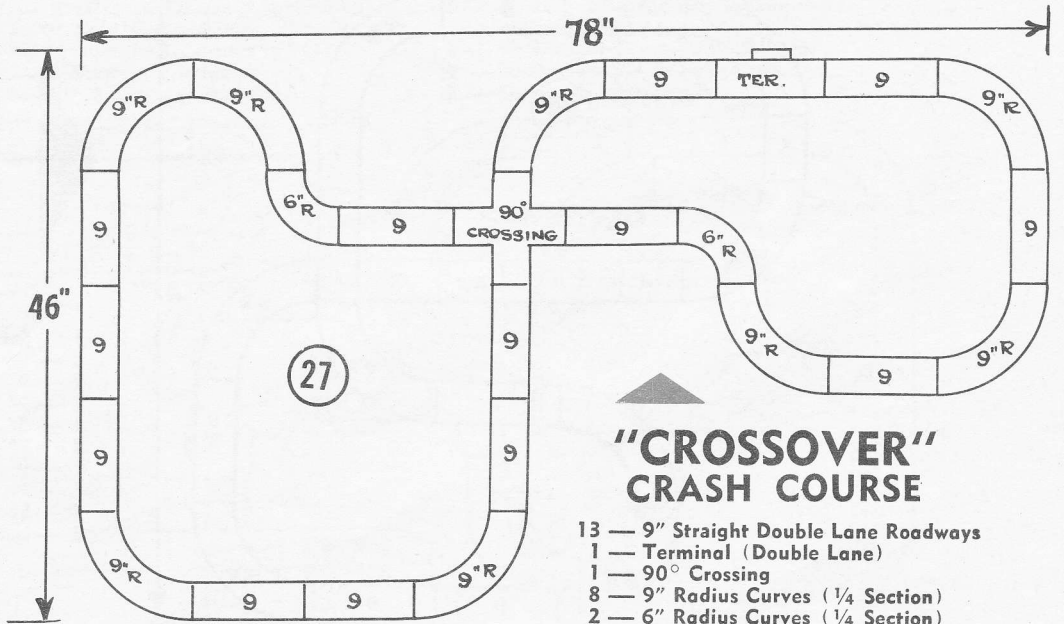 78"
9"R 9"R 9"R 9 TER. 9 9"R
9 6"R 9 90° CROSSING 9 6"R 9
46"
9 9 9"R 9 9"R
27
9 9
"CROSSOVER"
CRASH COURSE
13 — 9" Straight Double Lane Roadways
1 — Terminal (Double Lane)
1 — 90° Crossing
8 — 9" Radius Curves (¼ Section)
2 — 6" Radius Curves (¼ Section)
9"R 9 9 9"R